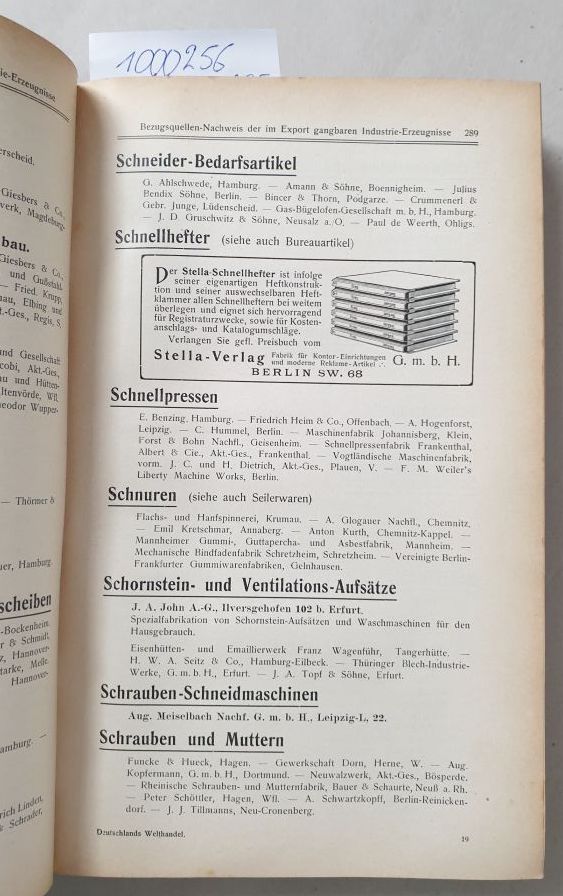 1000256
Bezugsquellen-Nachweis der im Export gangbaren Industrie-Erzeugnisse 289
Schneider-Bedarfsartikel
G. Ahlschwede, Hamburg. — Amann & Söhne, Boennigheim. — Julius
Bendix Söhne, Berlin. — Bincer & Thorn, Podgarze. — Crummenerl &
Gebr. Junge, Lüdenscheid. — Gas-Bügelofen-Gesellschaft m. b. H., Hamburg.
— J. D. Gruschwitz & Söhne, Neusalz a./O. — Paul de Weerth, Ohligs.
Schnellhefter (siehe auch Bureauartikel)
Der Stella-Schnellhefter ist infolge
seiner eigenartigen Heftkonstruk-
tion und seiner auswechselbaren Heft-
klammer allen Schnellheftern bei weitem
überlegen und eignet sich hervorragend
für Registraturzwecke, sowie für Kosten-
anschlags- und Katalogumschläge.
Verlangen Sie gefl. Preisbuch vom
Stella-Verlag Fabrik für Kontor-Einrichtungen G. m. b. H.
und moderne Reklame-Artikel
BERLIN SW. 68
Schnellpressen
E. Benzing, Hamburg. — Friedrich Heim & Co., Offenbach. — A. Hogenforst,
Leipzig. — C. Hummel, Berlin. — Maschinenfabrik Johannisberg, Klein,
Forst & Bohn Nachfl., Geisenheim. — Schnellpressenfabrik Frankenthal,
Albert & Cie., Akt.-Ges., Frankenthal. — Vogtländische Maschinenfabrik,
vorm. J. C. und H. Dietrich, Akt.-Ges., Plauen, V. — F. M. Weiler's
Liberty Machine Works, Berlin.
Schnuren (siehe auch Seilerwaren)
Flachs- und Hanfspinnerei, Krumau. — A. Glogauer Nachfl., Chemnitz.
— Emil Kretschmar, Annaberg. — Anton Kurth, Chemnitz-Kappel. —
Mannheimer Gummi-, Guttapercha- und Asbestfabrik, Mannheim. —
Mechanische Bindfadenfabrik Schretzheim, Schretzheim. — Vereinigte Berlin-
Frankfurter Gummiwarenfabriken, Gelnhausen.
Schornstein- und Ventilations-Aufsätze
J. A. John A.-G., Ilversgehofen 102 b. Erfurt.
Spezialfabrikation von Schornstein-Aufsätzen und Waschmaschinen für den
Hausgebrauch.
Eisenhütten- und Emaillierwerk Franz Wagenführ, Tangerhütte. —
H. W. A. Seitz & Co., Hamburg-Eilbeck. — Thüringer Blech-Industrie-
Werke, G. m. b. H., Erfurt. — J. A. Topf & Söhne, Erfurt.
Schrauben-Schneidmaschinen
Aug. Meiselbach Nachf. G. m. b. H., Leipzig-L, 22.
Schrauben und Muttern
Funcke & Hueck, Hagen. — Gewerkschaft Dorn, Herne, W. — Aug.
Kopfermann, G. m. b. H., Dortmund. — Neuwalzwerk, Akt.-Ges., Bösperde.
— Rheinische Schrauben- und Mutternfabrik, Bauer & Schaurte, Neuß a. Rh.
— Peter Schöttler, Hagen, Wfl. — A. Schwartzkopff, Berlin-Reinicken-
dorf. — J. J. Tillmanns, Neu-Cronenberg.
Deutschlands Welthandel. 19